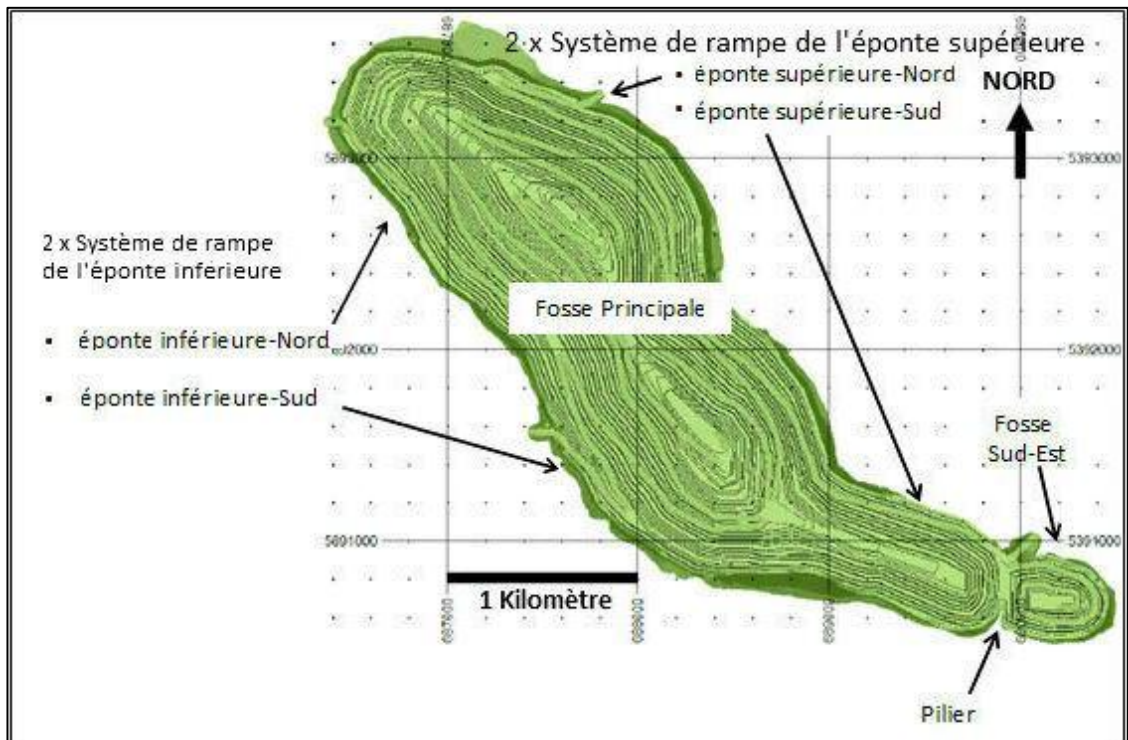 2 x Système de rampe de l'éponte supérieure
▪ éponte supérieure-Nord
▪ éponte supérieure-Sud
NORD
5393000
2 x Système de rampe
de l'éponte inférieure
Fosse Principale
▪ éponte inférieure-Nord
▪ éponte inférieure-Sud
5392000
Fosse
Sud-Est
5391000
1 Kilomètre
Pilier